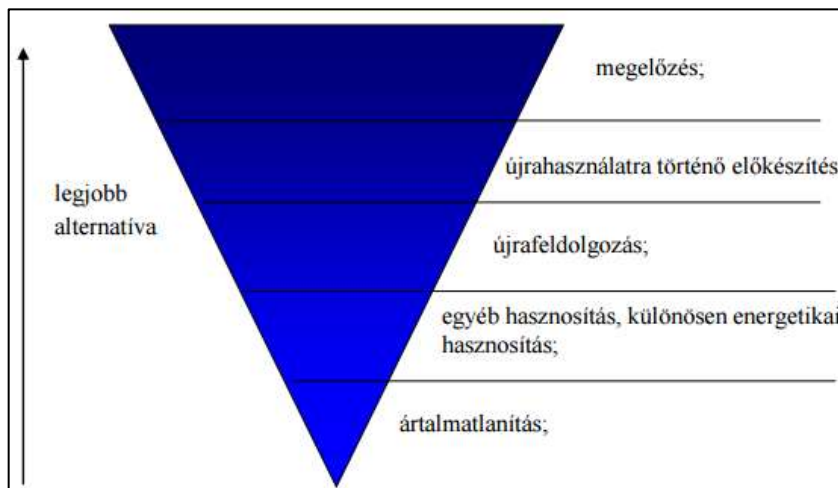 megelőzés;
újrahasználatra történő előkészítés
legjobb
alternatíva
újrafeldolgozás;
egyéb hasznosítás, különösen energetikai
hasznosítás;
ártalmatlanítás;